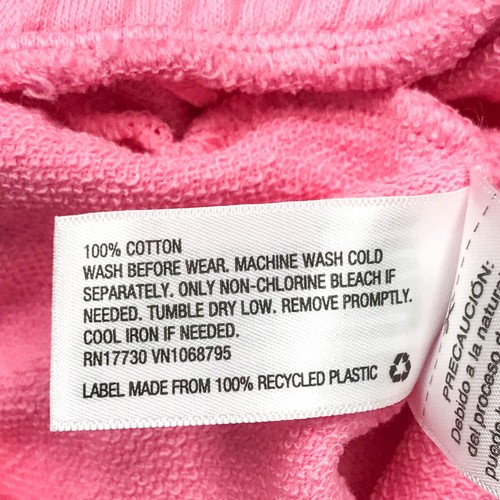 100% COTTON
WASH BEFORE WEAR. MACHINE WASH COLD
SEPARATELY. ONLY NON-CHLORINE BLEACH IF
NEEDED. TUMBLE DRY LOW. REMOVE PROMPTLY.
COOL IRON IF NEEDED.
RN17730 VN1068795
LABEL MADE FROM 100% RECYCLED PLASTIC
PRECAUCIÓN:
Debido a la
del proceso